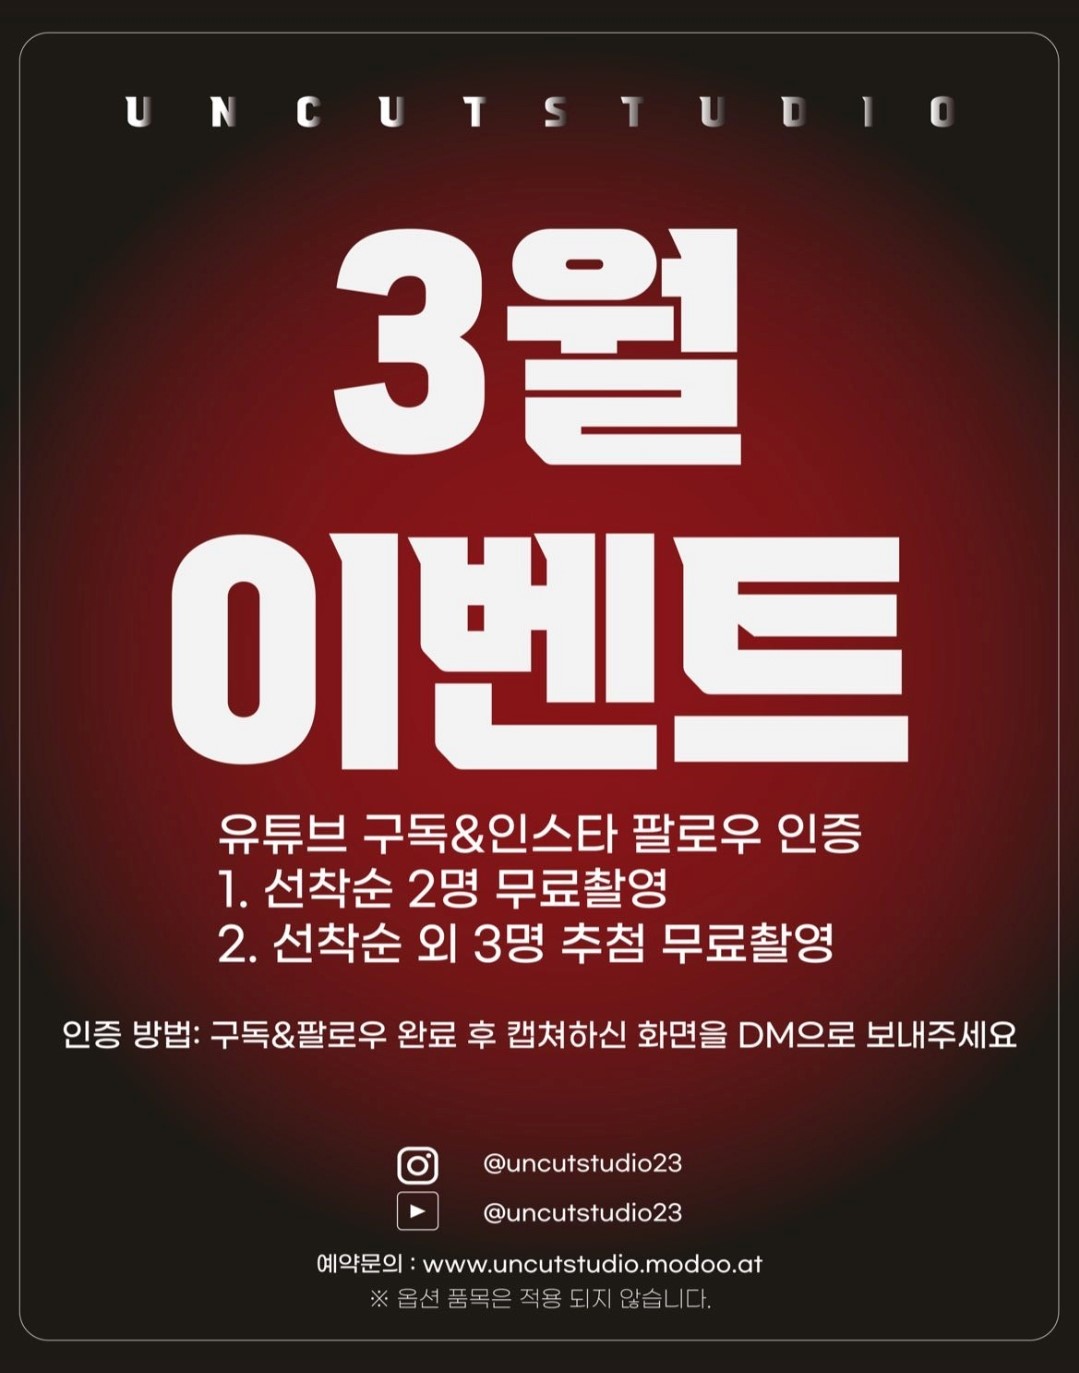 UNCUTSTUDIO
3월
이벤트
유튜브 구독&인스타 팔로우 인증
1. 선착순 2명 무료촬영
2. 선착순 외 3명 추첨 무료촬영
인증 방법: 구독&팔로우 완료 후 캡쳐하신 화면을 DM으로 보내주세요
@uncutstudio23
@uncutstudio23
예약문의 : www.uncutstudio.modoo.at
※ 옵션 품목은 적용 되지 않습니다.